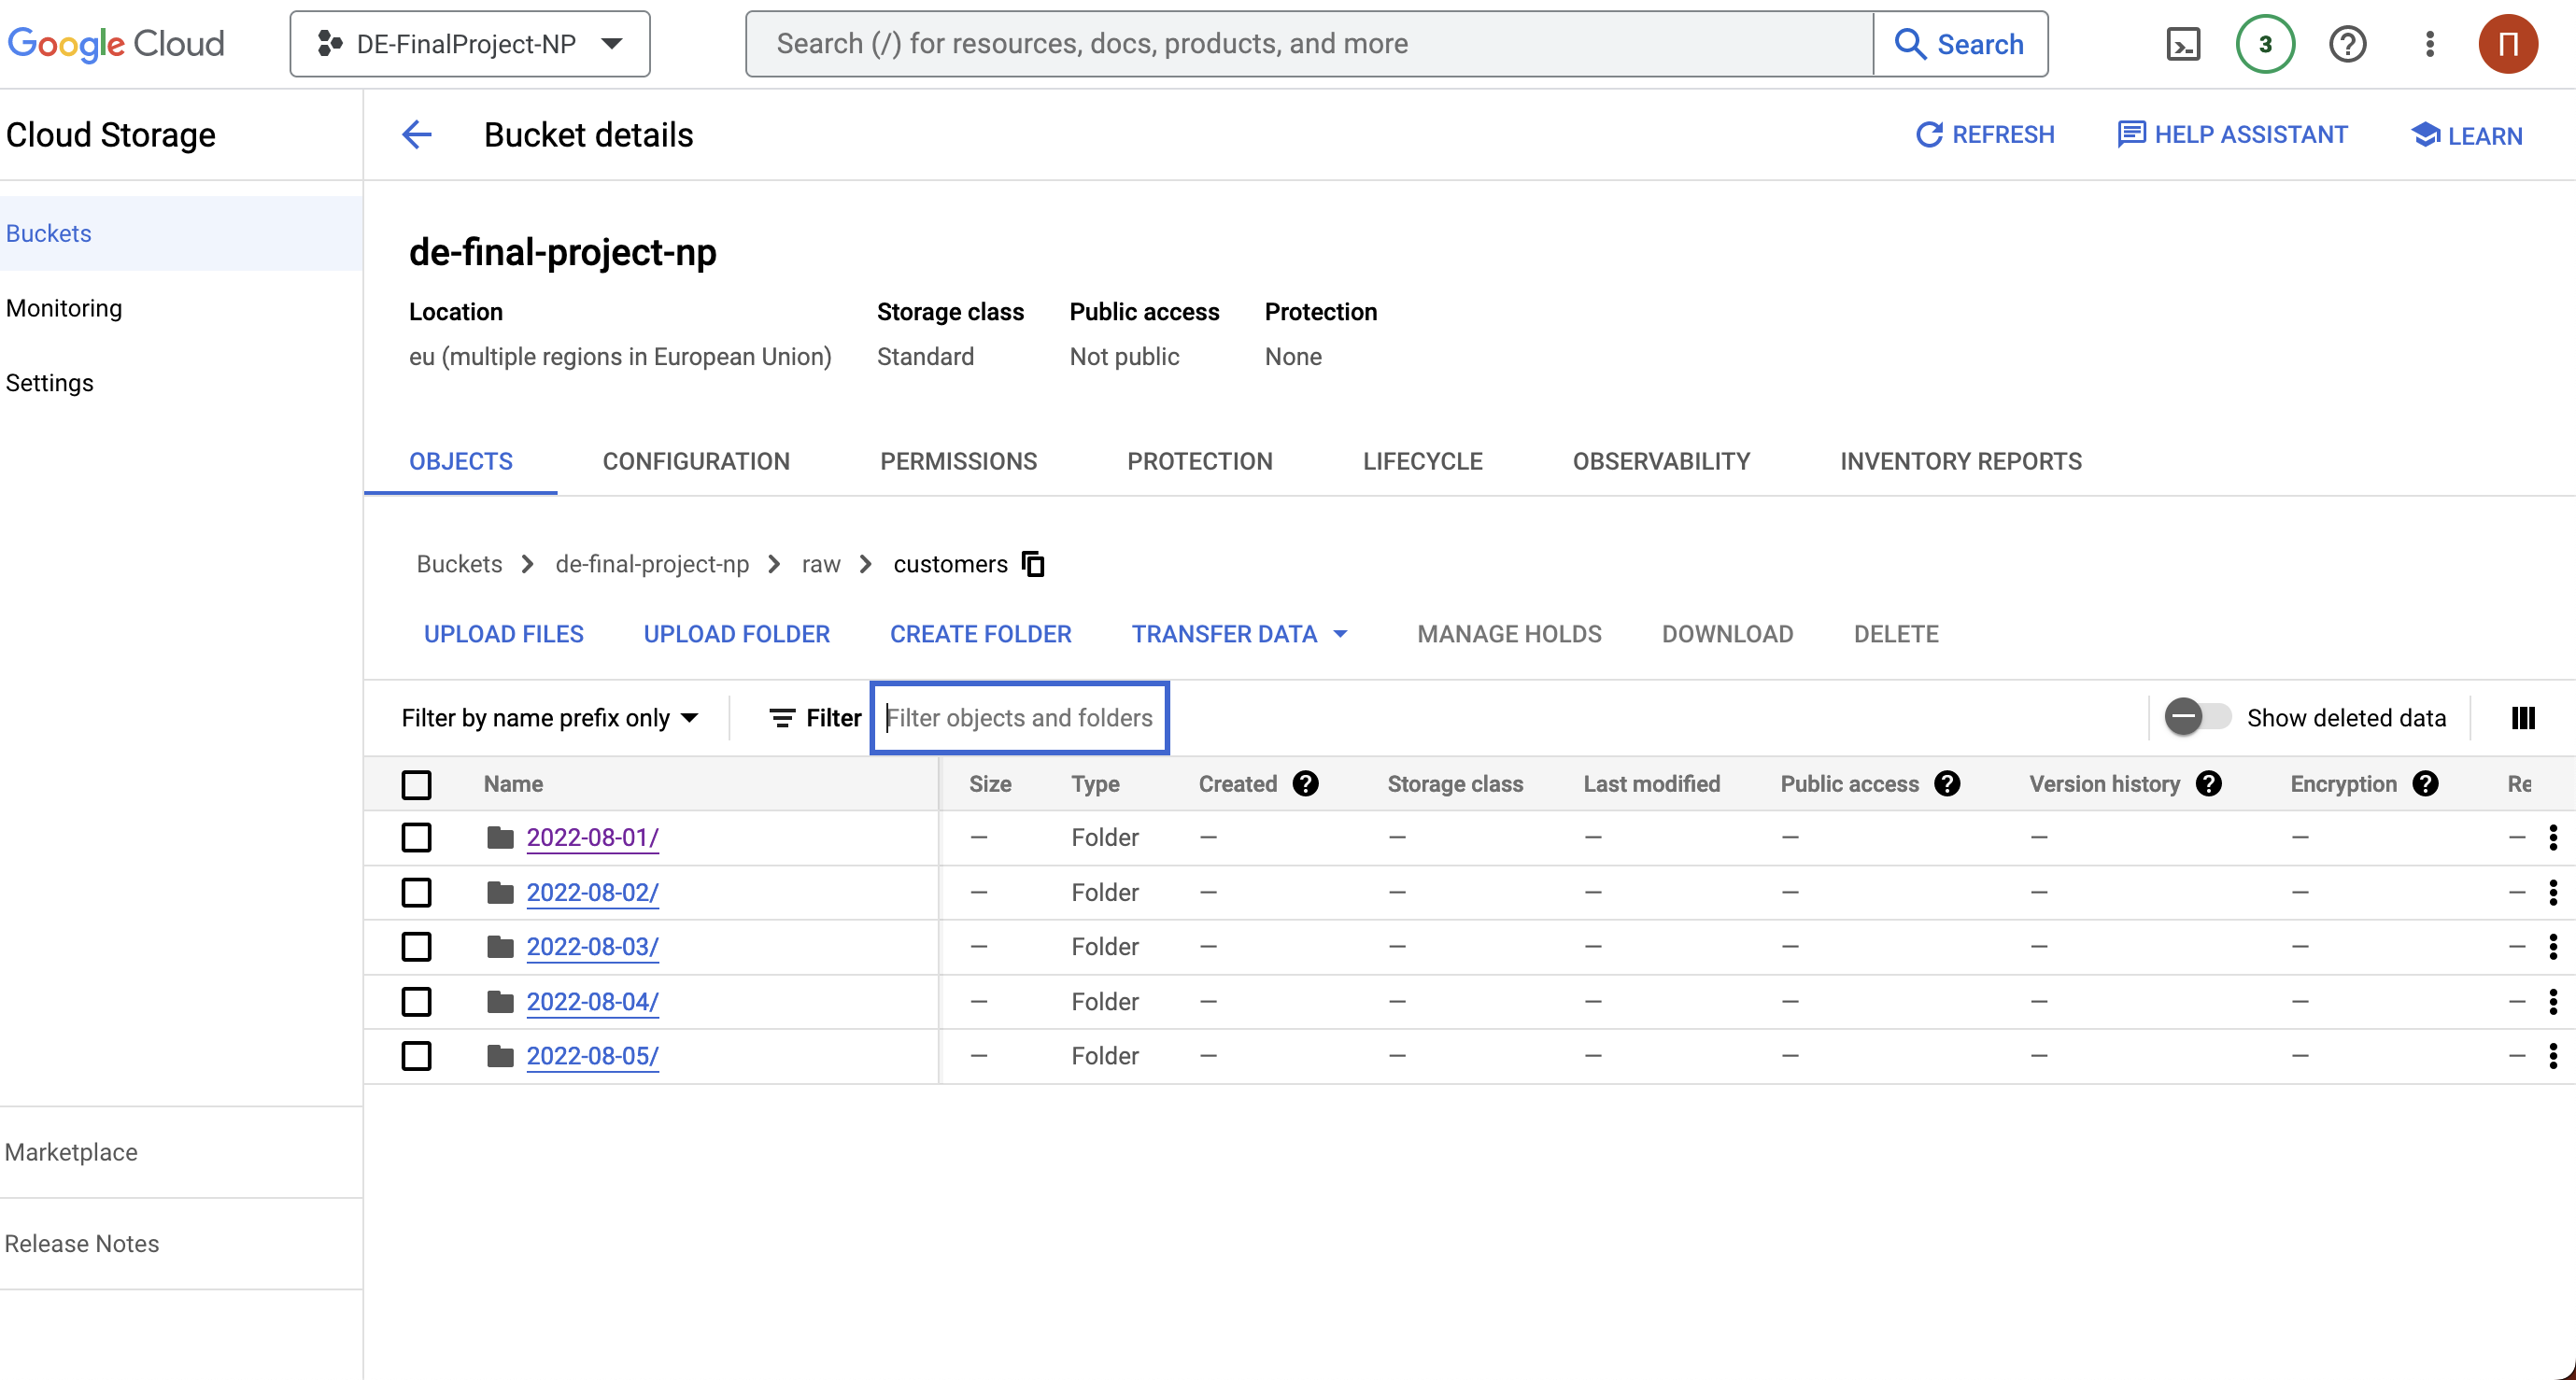 Google Cloud
DE-FinalProject-NP
Search (/) for resources, docs, products, and more
Search
3
П
Cloud Storage
Bucket details
REFRESH
HELP ASSISTANT
LEARN
Buckets
Monitoring
Settings
Marketplace
Release Notes
de-final-project-np
Location Storage class Public access Protection
eu (multiple regions in European Union) Standard Not public None
OBJECTS CONFIGURATION PERMISSIONS PROTECTION LIFECYCLE OBSERVABILITY INVENTORY REPORTS
Buckets > de-final-project-np > raw > customers
UPLOAD FILES UPLOAD FOLDER CREATE FOLDER TRANSFER DATA MANAGE HOLDS DOWNLOAD DELETE
Filter by name prefix only Filter Filter objects and folders Show deleted data
Name Size Type Created Storage class Last modified Public access Version history Encryption Re
2022-08-01/ — Folder — — — — — — —
2022-08-02/ — Folder — — — — — — —
2022-08-03/ — Folder — — — — — — —
2022-08-04/ — Folder — — — — — — —
2022-08-05/ — Folder — — — — — — —